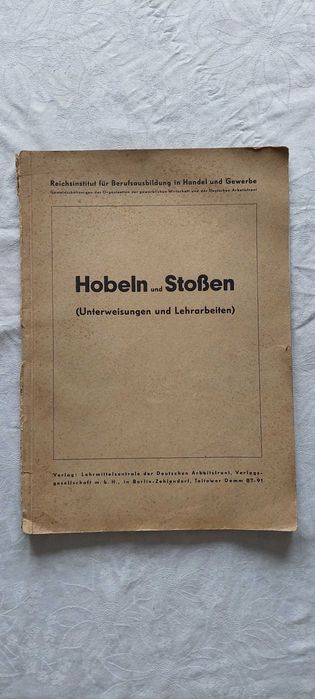 Reichsinstitut für Berufsausbildung in Handel und Gewerbe
Gemeinschaftsorgan der Organisation der gewerblichen Wirtschaft und der Deutschen Arbeitsfront
Hobeln und Stoßen
(Unterweisungen und Lehrarbeiten)
Verlag: Lehrmittelzentrale der Deutschen Arbeitsfront, Verlags-
gesellschaft m. b. H., in Berlin-Zehlendorf, Teltower Damm 87-91